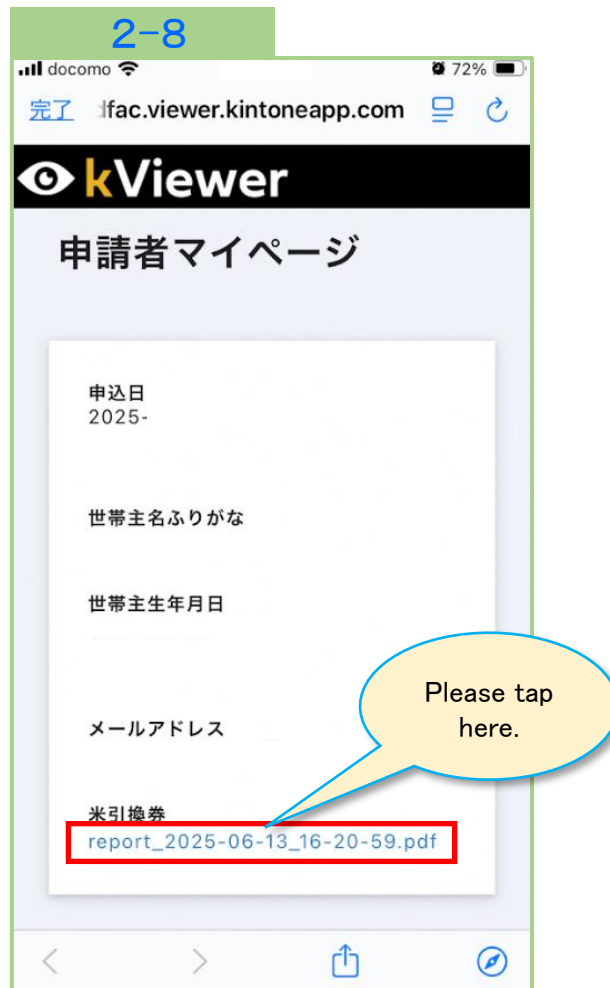 2-8
docomo 72%
完了 fac.viewer.kintoneapp.com
kViewer
申請者マイページ
申込日
2025-
世帯主名ふりがな
世帯主生年月日
Please tap
here.
メールアドレス
米引換券
report_2025-06-13_16-20-59.pdf